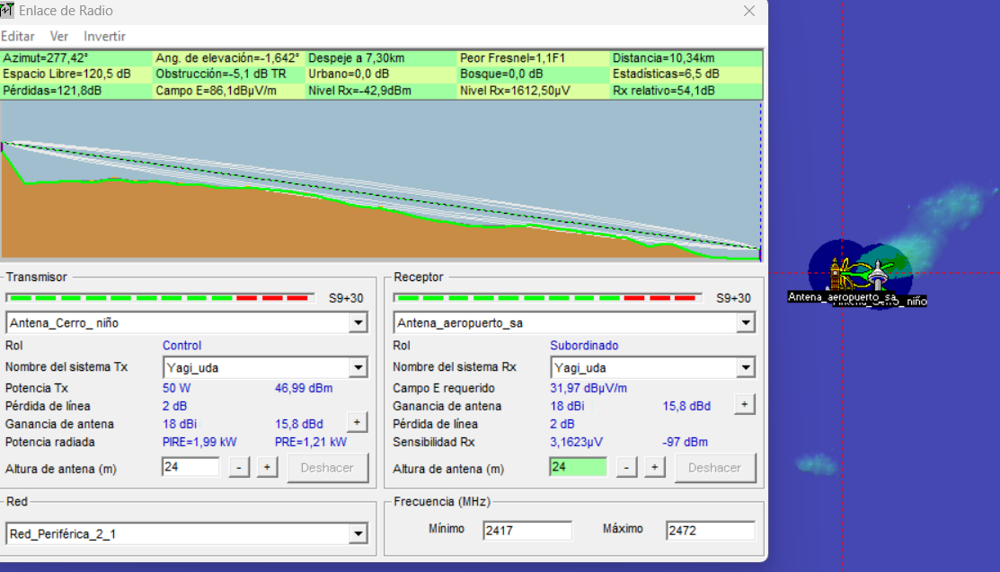 Enlace de Radio
Editar Ver Invertir
Azimut=277,42° Ang. de elevación=-1,642° Despeje a 7,30km Peor Fresnel=1,1F1 Distancia=10,34km
Espacio Libre=120,5 dB Obstrucción=-5,1 dB TR Urbano=0,0 dB Bosque=0,0 dB Estadísticas=6,5 dB
Pérdidas=121,8dB Campo E=86,1dBµV/m Nivel Rx=-42,9dBm Nivel Rx=1612,50µV Rx relativo=54,1dB
Transmisor
S9+30
Antena_Cerro_ niño
Rol Control
Nombre del sistema Tx Yagi_uda
Potencia Tx 50 W 46,99 dBm
Pérdida de línea 2 dB
Ganancia de antena 18 dBi 15,8 dBd +
Potencia radiada PIRE=1,99 kW PRE=1,21 kW
Altura de antena (m) 24 - + Deshacer
Receptor
S9+30
Antena_aeropuerto_sa
Rol Subordinado
Nombre del sistema Rx Yagi_uda
Campo E requerido 31,97 dBµV/m
Ganancia de antena 18 dBi 15,8 dBd +
Pérdida de línea 2 dB
Sensibilidad Rx 3,1623µV -97 dBm
Altura de antena (m) 24 - + Deshacer
Red
Red_Periférica_2_1
Frecuencia (MHz)
Mínimo 2417 Máximo 2472
Antena_aeropuerto_sa
niño